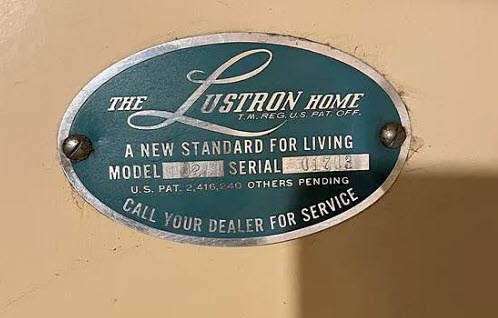 THE LUSTRON HOME
T.M. REG. U.S. PAT. OFF.
A NEW STANDARD FOR LIVING
MODEL 02 SERIAL
U.S. PAT. 2,416,240 OTHERS PENDING
CALL YOUR DEALER FOR SERVICE